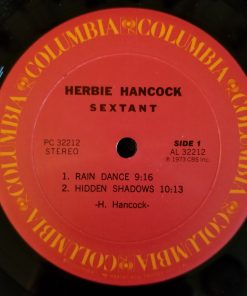 COLUMBIA COLUMBIA COLUMBIA COLUMBIA COLUMBIA COLUMBIA
HERBIE HANCOCK
SEXTANT
PC 32212 SIDE 1
STEREO AL 32212
℗ 1973 CBS Inc.
1. RAIN DANCE 9:16
2. HIDDEN SHADOWS 10:13
-H. Hancock-